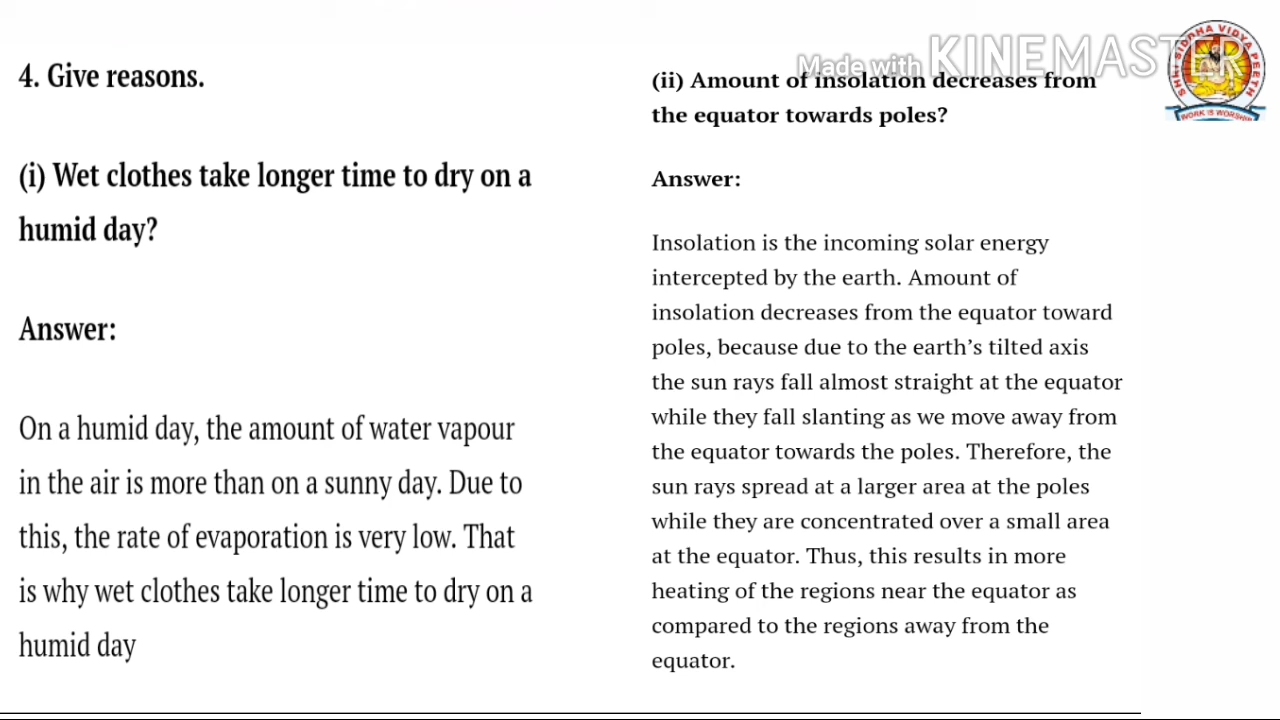 4. Give reasons.
(i) Wet clothes take longer time to dry on a
humid day?
Answer:
On a humid day, the amount of water vapour
in the air is more than on a sunny day. Due to
this, the rate of evaporation is very low. That
is why wet clothes take longer time to dry on a
humid day
Made with KINEMASTER
(ii) Amount of insolation decreases from
the equator towards poles?
Answer:
Insolation is the incoming solar energy
intercepted by the earth. Amount of
insolation decreases from the equator toward
poles, because due to the earth’s tilted axis
the sun rays fall almost straight at the equator
while they fall slanting as we move away from
the equator towards the poles. Therefore, the
sun rays spread at a larger area at the poles
while they are concentrated over a small area
at the equator. Thus, this results in more
heating of the regions near the equator as
compared to the regions away from the
equator.
SHRI SIDDHA VIDYA PEETH
WORK IS WORSHIP